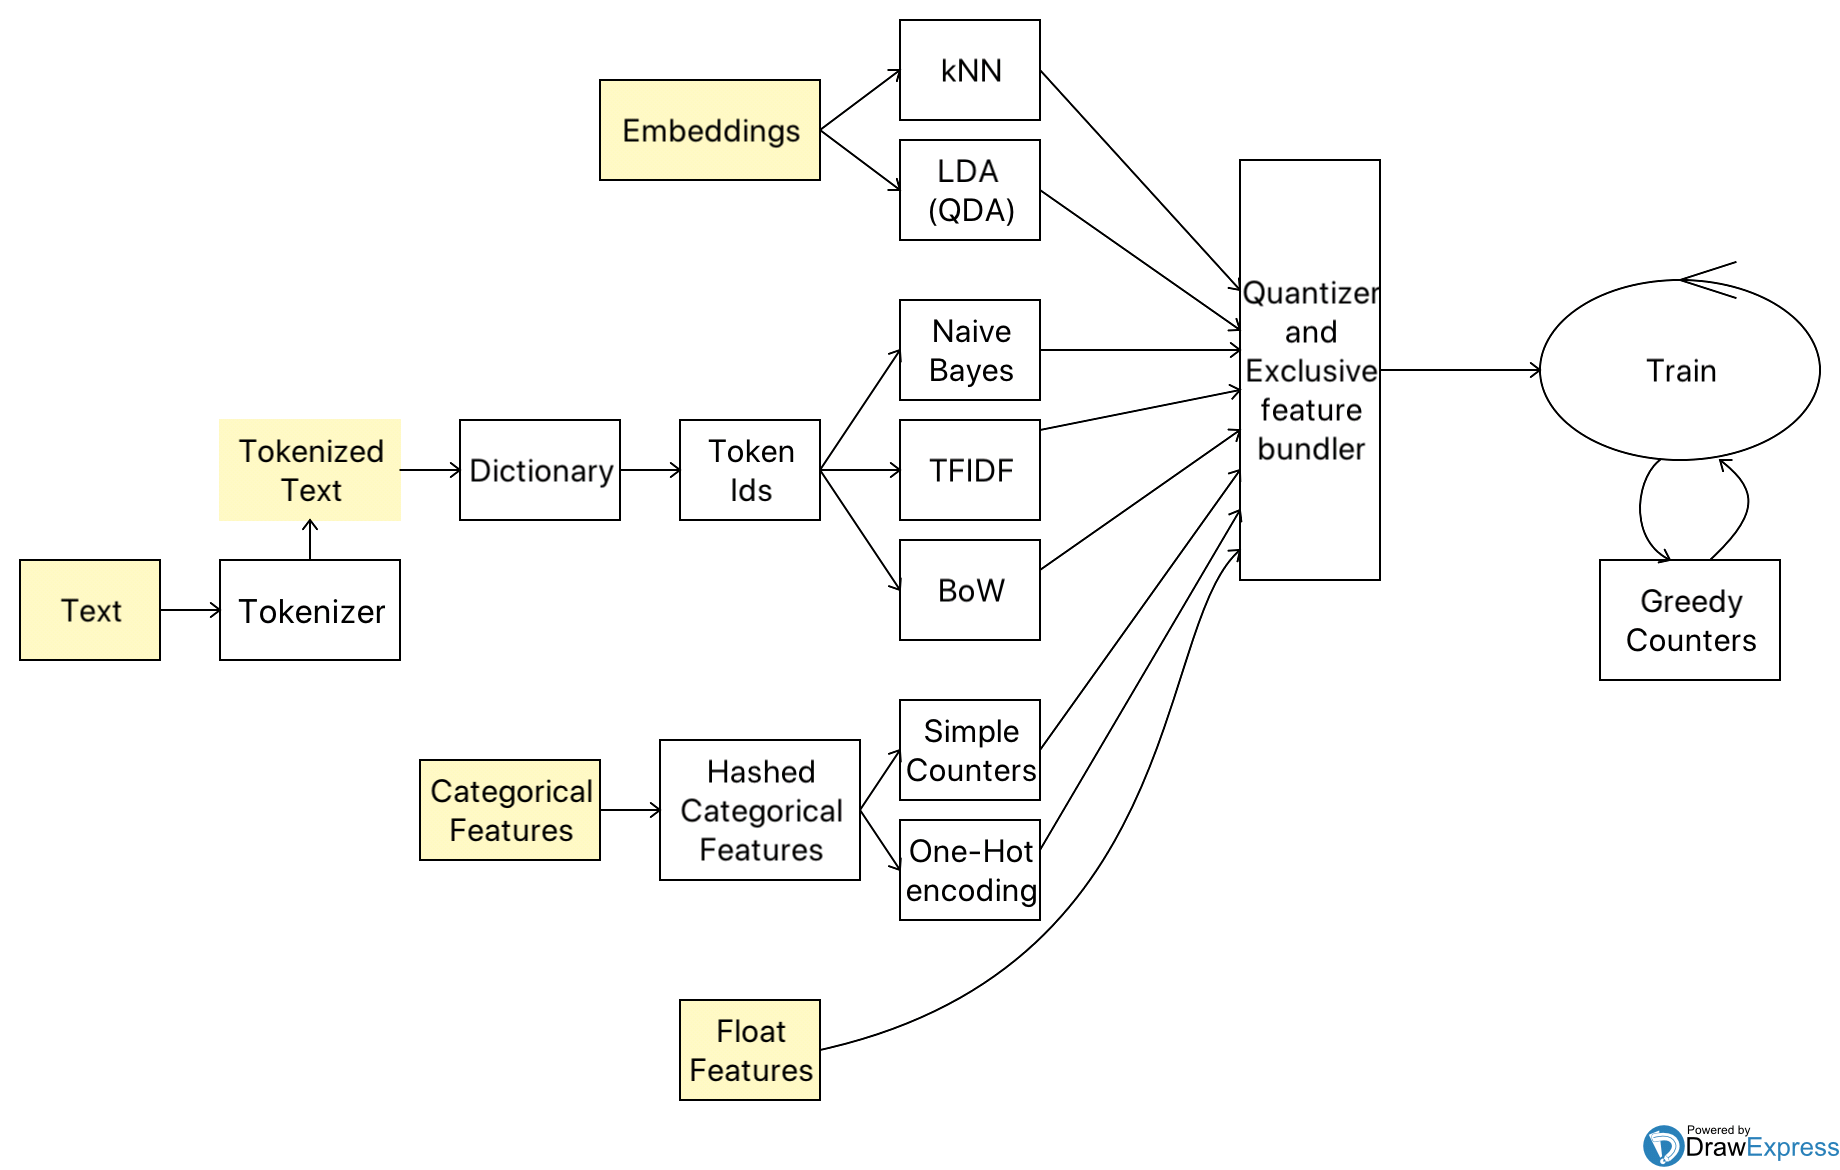 kNN
Embeddings
LDA
(QDA)
Quantizer
and
Exclusive
feature
bundler
Naive
Bayes
Train
Tokenized
Text
Dictionary
Token
Ids
TFIDF
Text
Tokenizer
BoW
Greedy
Counters
Simple
Counters
Categorical
Features
Hashed
Categorical
Features
One-Hot
encoding
Float
Features
Powered by
DrawExpress